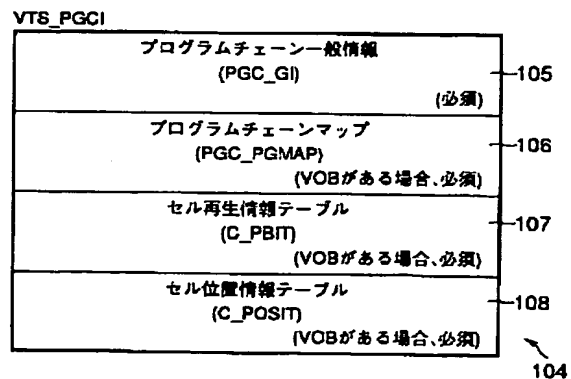 VTS_PGCI
プログラムチェーン一般情報
(PGC_GI)
(必須)
105
プログラムチェーンマップ
(PGC_PGMAP)
(VOBがある場合、必須)
106
セル再生情報テーブル
(C_PBIT)
(VOBがある場合、必須)
107
セル位置情報テーブル
(C_POSIT)
(VOBがある場合、必須)
108
104